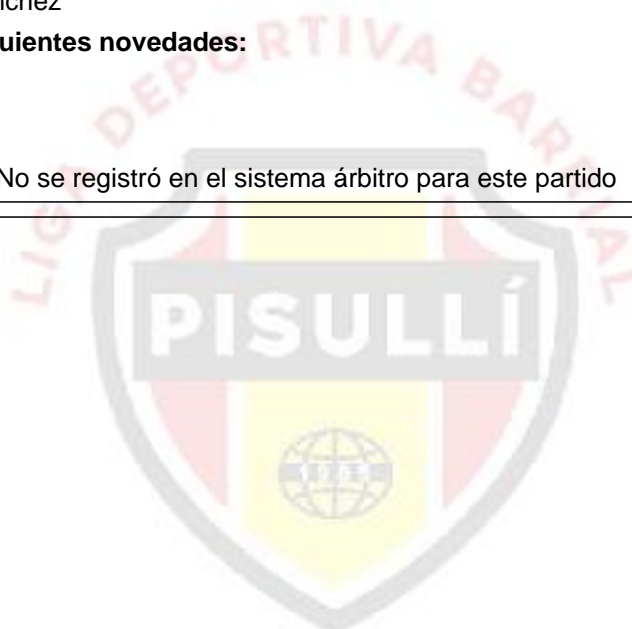 nchez
uientes novedades:
LIGA DEPORTIVA BARRIAL
No se registró en el sistema árbitro para este partido
PISULLÍ